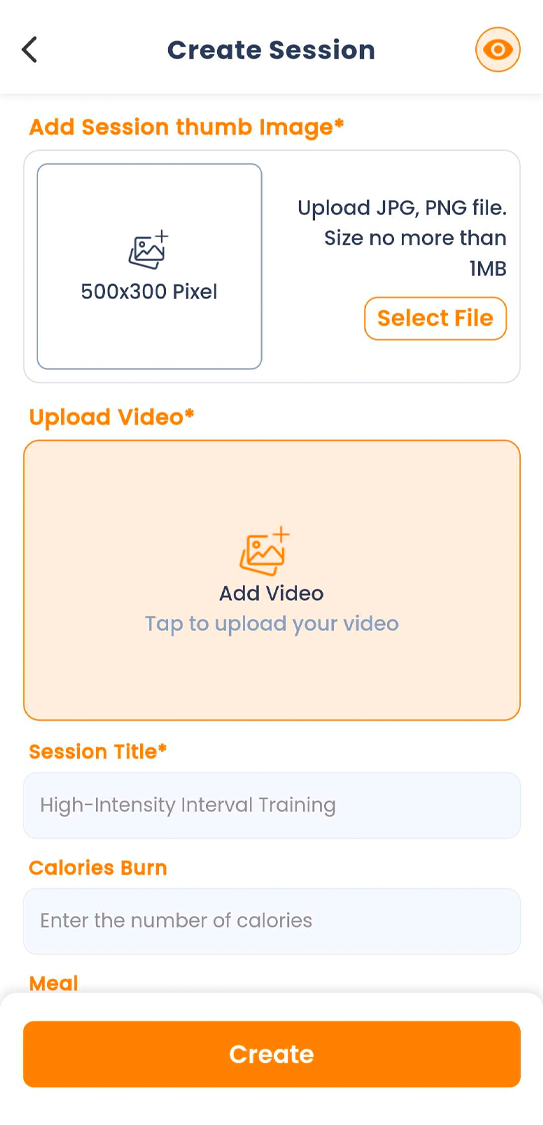 Create Session
Add Session thumb Image*
500x300 Pixel
Upload JPG, PNG file.
Size no more than
1MB
Select File
Upload Video*
Add Video
Tap to upload your video
Session Title*
High-Intensity Interval Training
Calories Burn
Enter the number of calories
Meal
Create